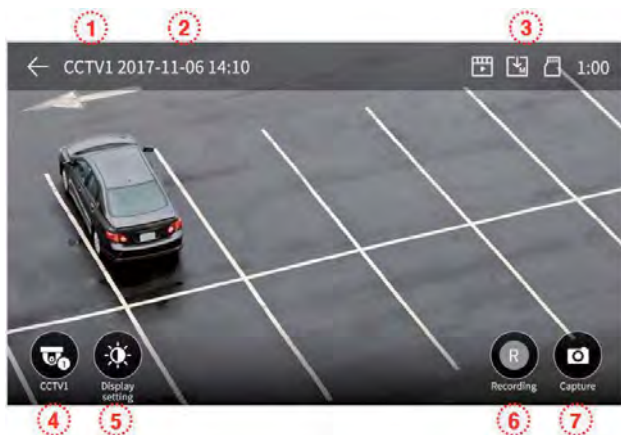 1 2 3
CCTV1 2017-11-06 14:10 1:00
M
R
1
CCTV1
Display
setting
Recording
Capture
4 5 6 7